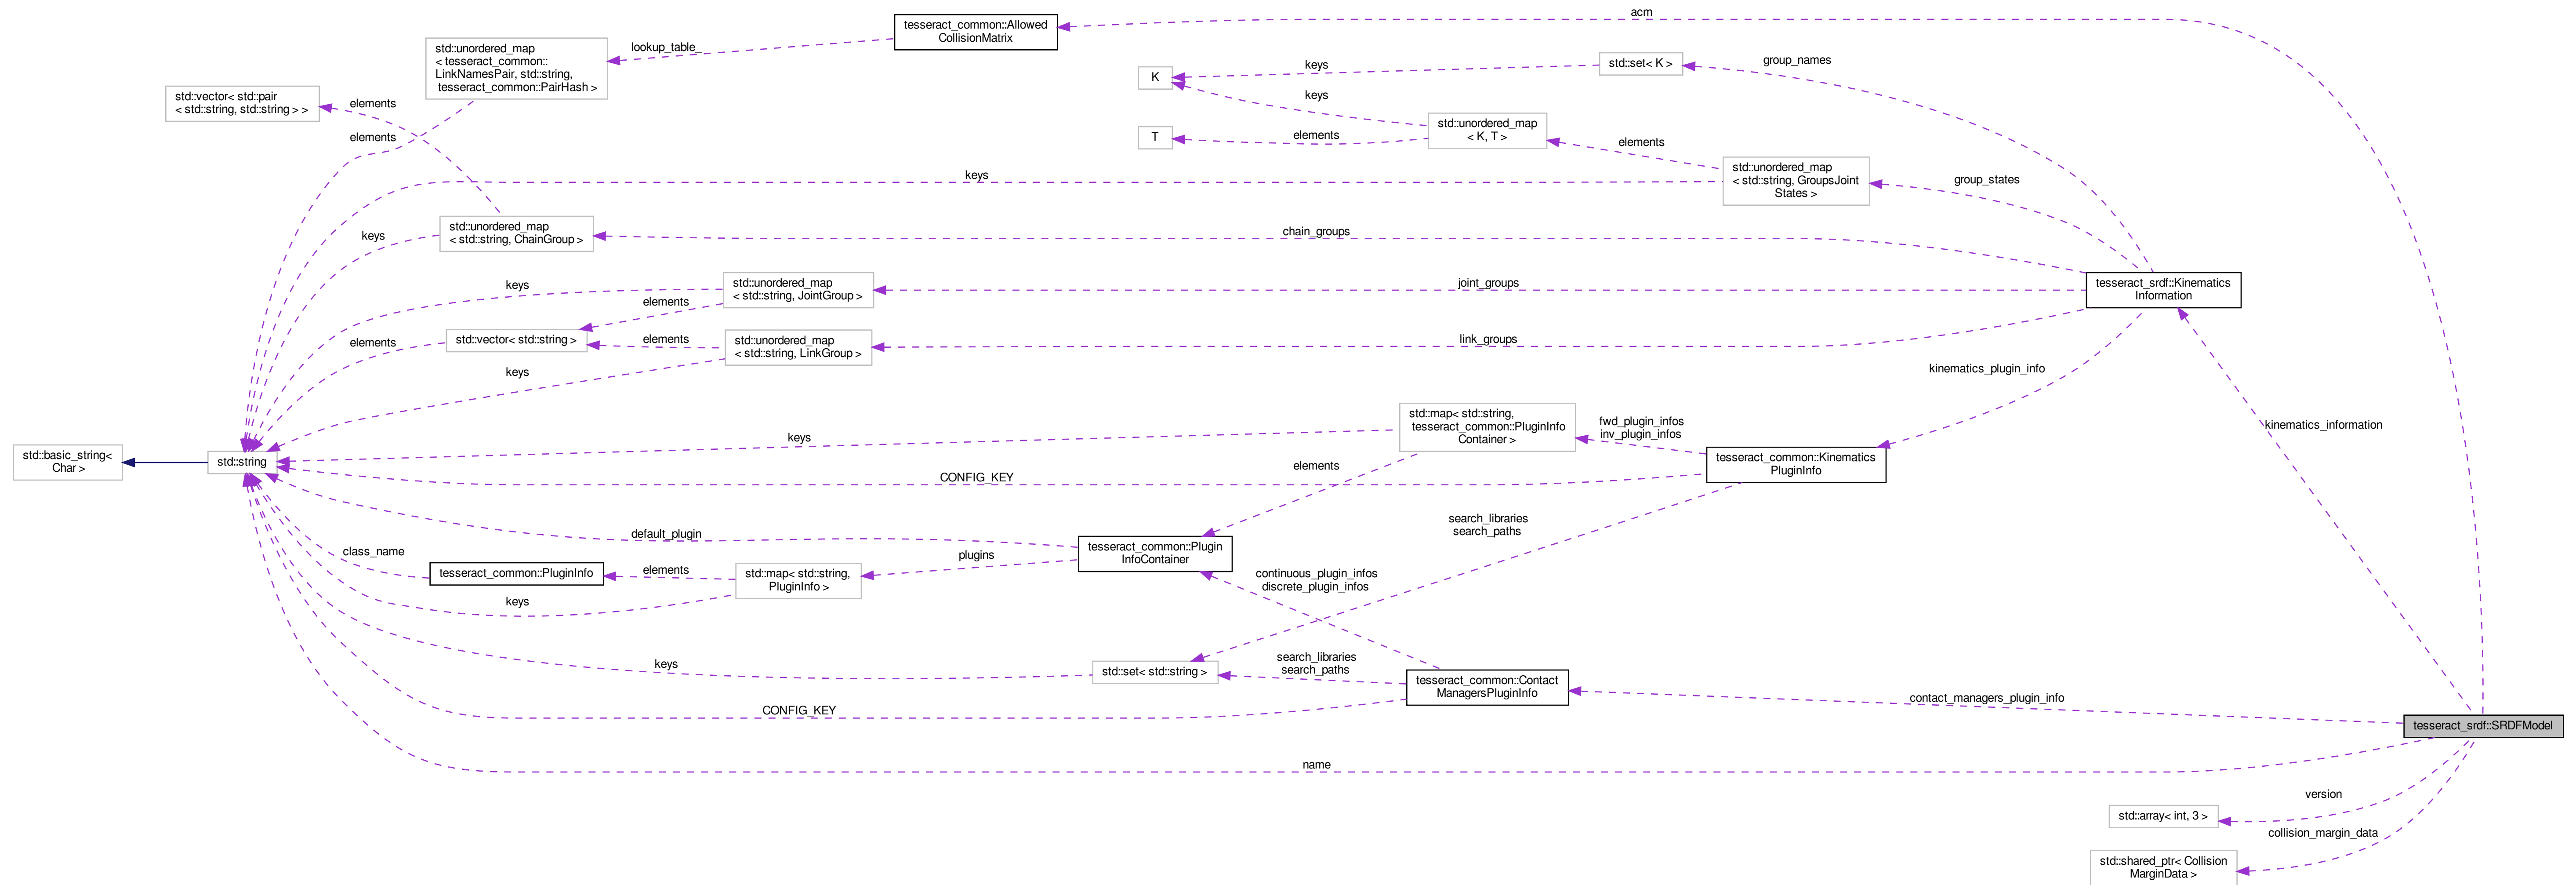 acm
tesseract_common::Allowed
CollisionMatrix
std::unordered_map
< tesseract_common::
LinkNamesPair, std::string,
tesseract_common::PairHash >
lookup_table_
std::set< K >
group_names
keys
K
std::vector< std::pair
< std::string, std::string > >
elements
keys
std::unordered_map
< K, T >
T
elements
elements
elements
std::unordered_map
< std::string, GroupsJoint
States >
group_states
keys
std::unordered_map
< std::string, ChainGroup >
keys
chain_groups
tesseract_srdf::Kinematics
Information
std::unordered_map
< std::string, JointGroup >
keys
joint_groups
elements
std::vector< std::string >
elements
elements
std::unordered_map
< std::string, LinkGroup >
link_groups
keys
kinematics_plugin_info
std::map< std::string,
tesseract_common::PluginInfo
Container >
fwd_plugin_infos
inv_plugin_infos
kinematics_information
keys
tesseract_common::Kinematics
PluginInfo
std::basic_string<
Char >
std::string
elements
CONFIG_KEY
search_libraries
search_paths
default_plugin
tesseract_common::Plugin
InfoContainer
class_name
plugins
tesseract_common::PluginInfo
elements
std::map< std::string,
PluginInfo >
continuous_plugin_infos
discrete_plugin_infos
keys
keys
std::set< std::string >
search_libraries
search_paths
tesseract_common::Contact
ManagersPluginInfo
contact_managers_plugin_info
CONFIG_KEY
tesseract_srdf::SRDFModel
name
version
std::array< int, 3 >
collision_margin_data
std::shared_ptr< Collision
MarginData >